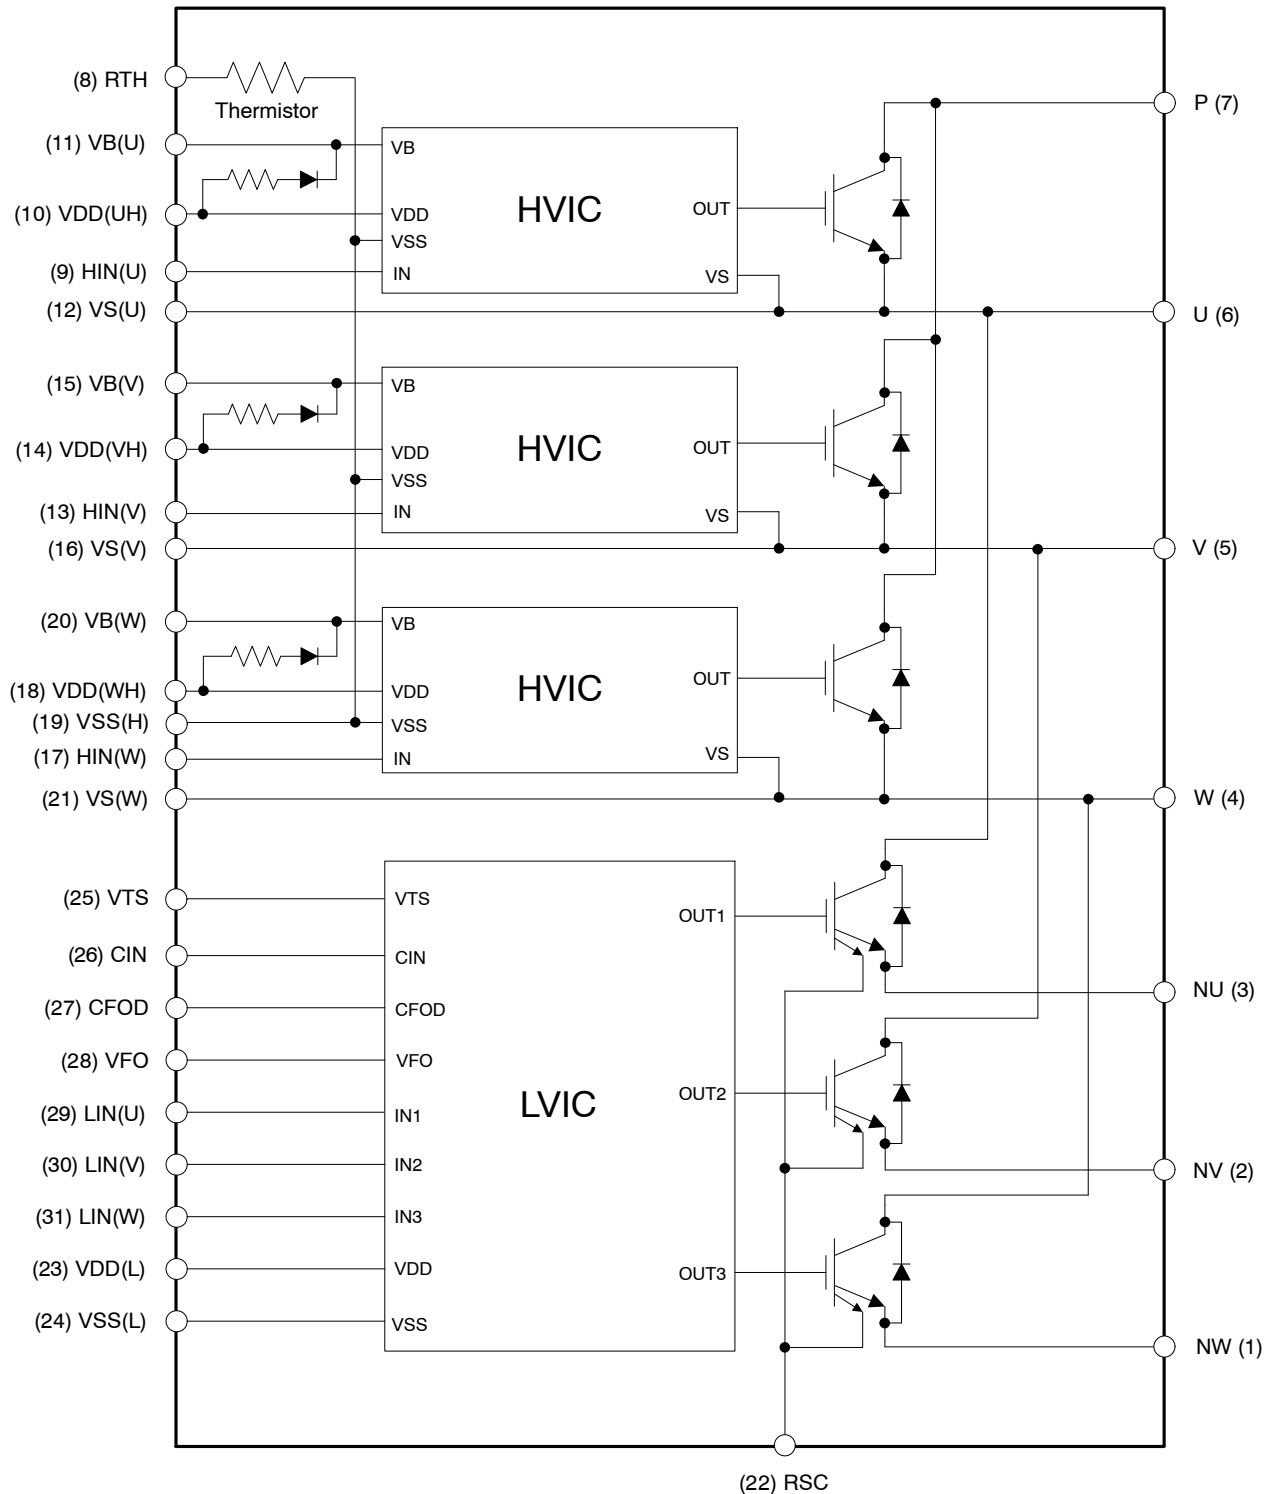 (8) RTH
Thermistor
P (7)
(11) VB(U)
VB
(10) VDD(UH)
VDD
HVIC
OUT
VSS
(9) HIN(U)
IN
VS
(12) VS(U)
U (6)
(15) VB(V)
VB
(14) VDD(VH)
VDD
HVIC
OUT
VSS
(13) HIN(V)
IN
VS
(16) VS(V)
V (5)
(20) VB(W)
VB
HVIC
OUT
(18) VDD(WH)
VDD
(19) VSS(H)
VSS
(17) HIN(W)
IN
VS
(21) VS(W)
W (4)
(25) VTS
VTS
OUT1
(26) CIN
CIN
(27) CFOD
CFOD
NU (3)
(28) VFO
VFO
LVIC
OUT2
(29) LIN(U)
IN1
(30) LIN(V)
IN2
NV (2)
(31) LIN(W)
IN3
(23) VDD(L)
VDD
OUT3
(24) VSS(L)
VSS
NW (1)
(22) RSC